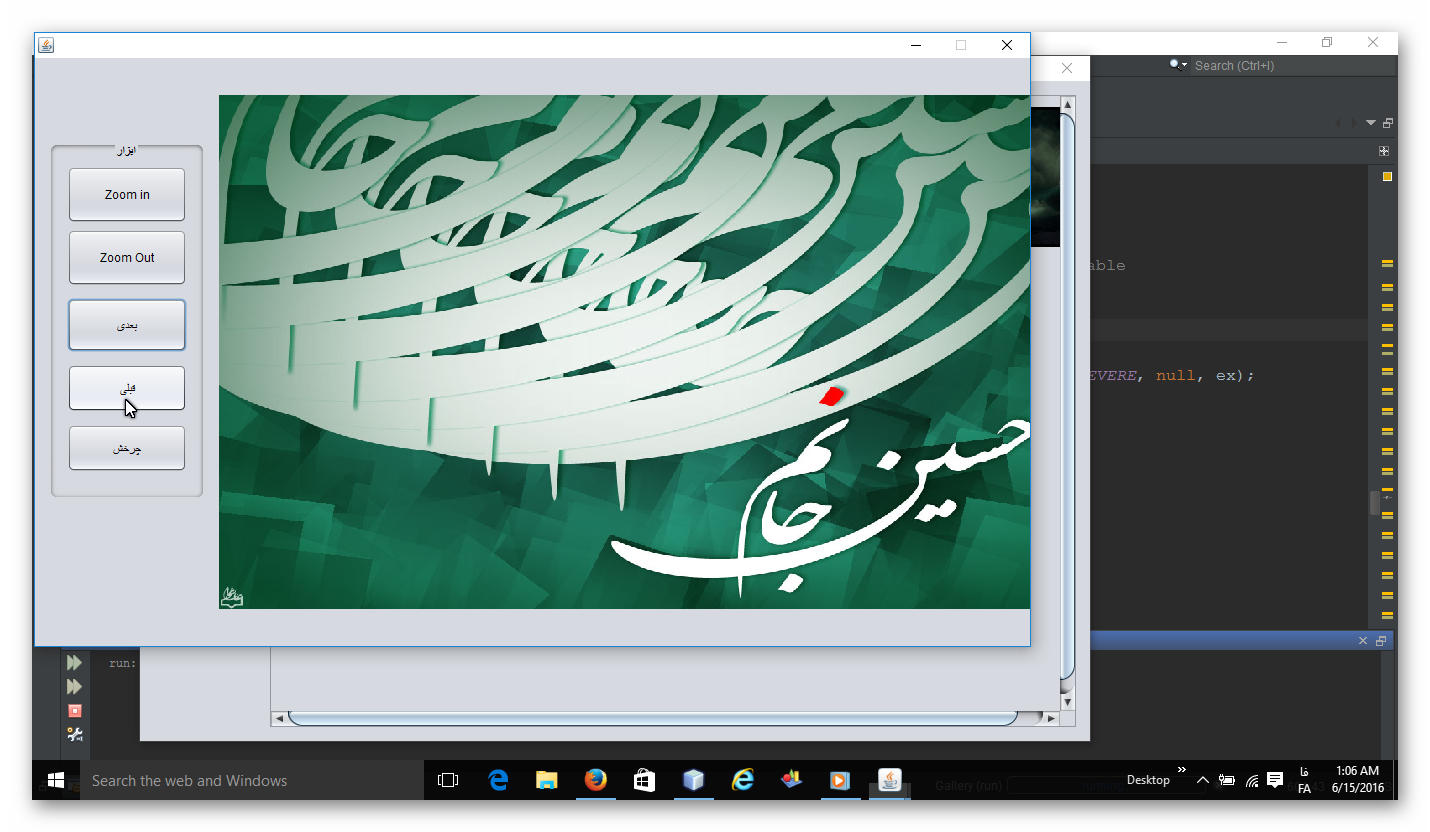 Search (Ctrl+I)
ابزار
Zoom in
Zoom Out
بعدی
قبلی
چرخش
حسین جانم
able
EVERE, null, ex);
run:
Search the web and Windows
Gallery (run)
running...
Desktop
فا
FA
1:06 AM
6/15/2016